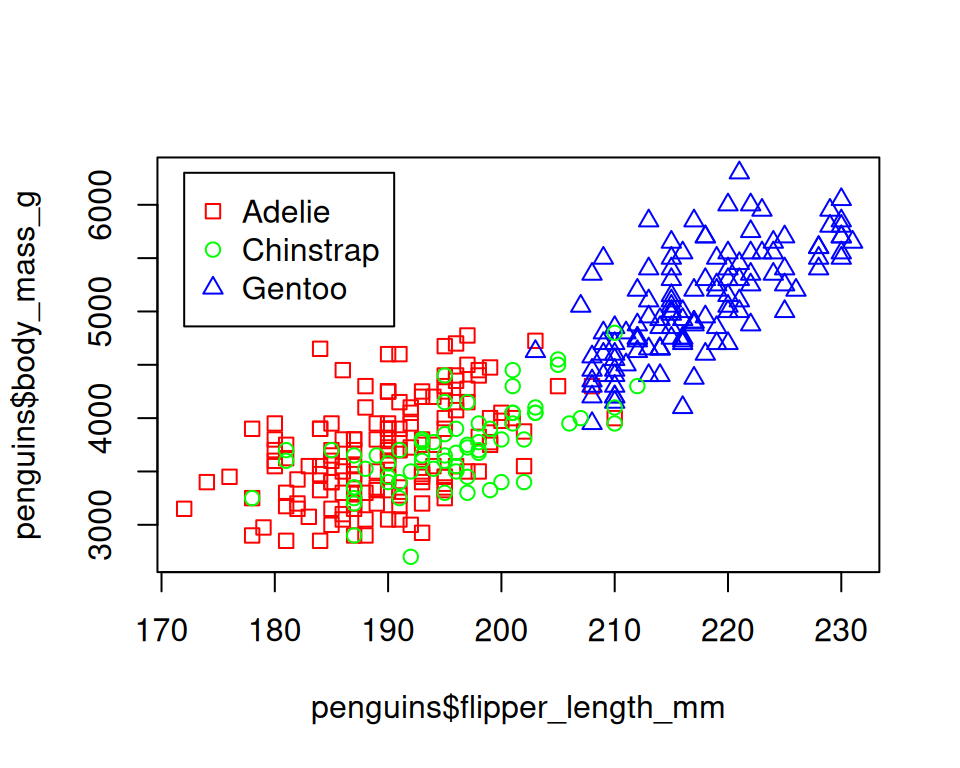 penguins$body_mass_g
6000
5000
4000
3000
Adelie
Chinstrap
Gentoo
170 180 190 200 210 220 230
penguins$flipper_length_mm